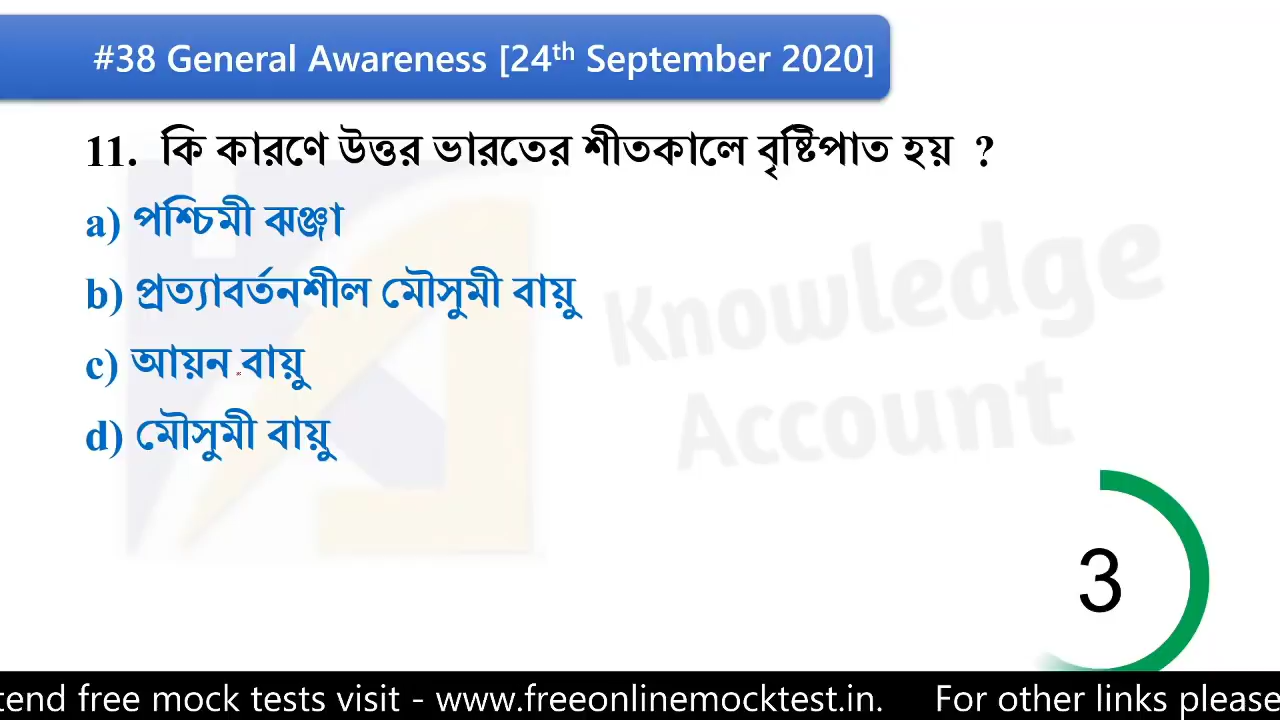 #38 General Awareness [24th September 2020]
11. কি কারণে উত্তর ভারতের শীতকালে বৃষ্টিপাত হয় ?
a) পশ্চিমী ঝঞ্জা
b) প্রত্যাবর্তনশীল মৌসুমী বায়ু
c) আয়ন বায়ু
d) মৌসুমী বায়ু
Knowledge
Account
3
tend free mock tests visit - www.freeonlinemocktest.in. For other links please